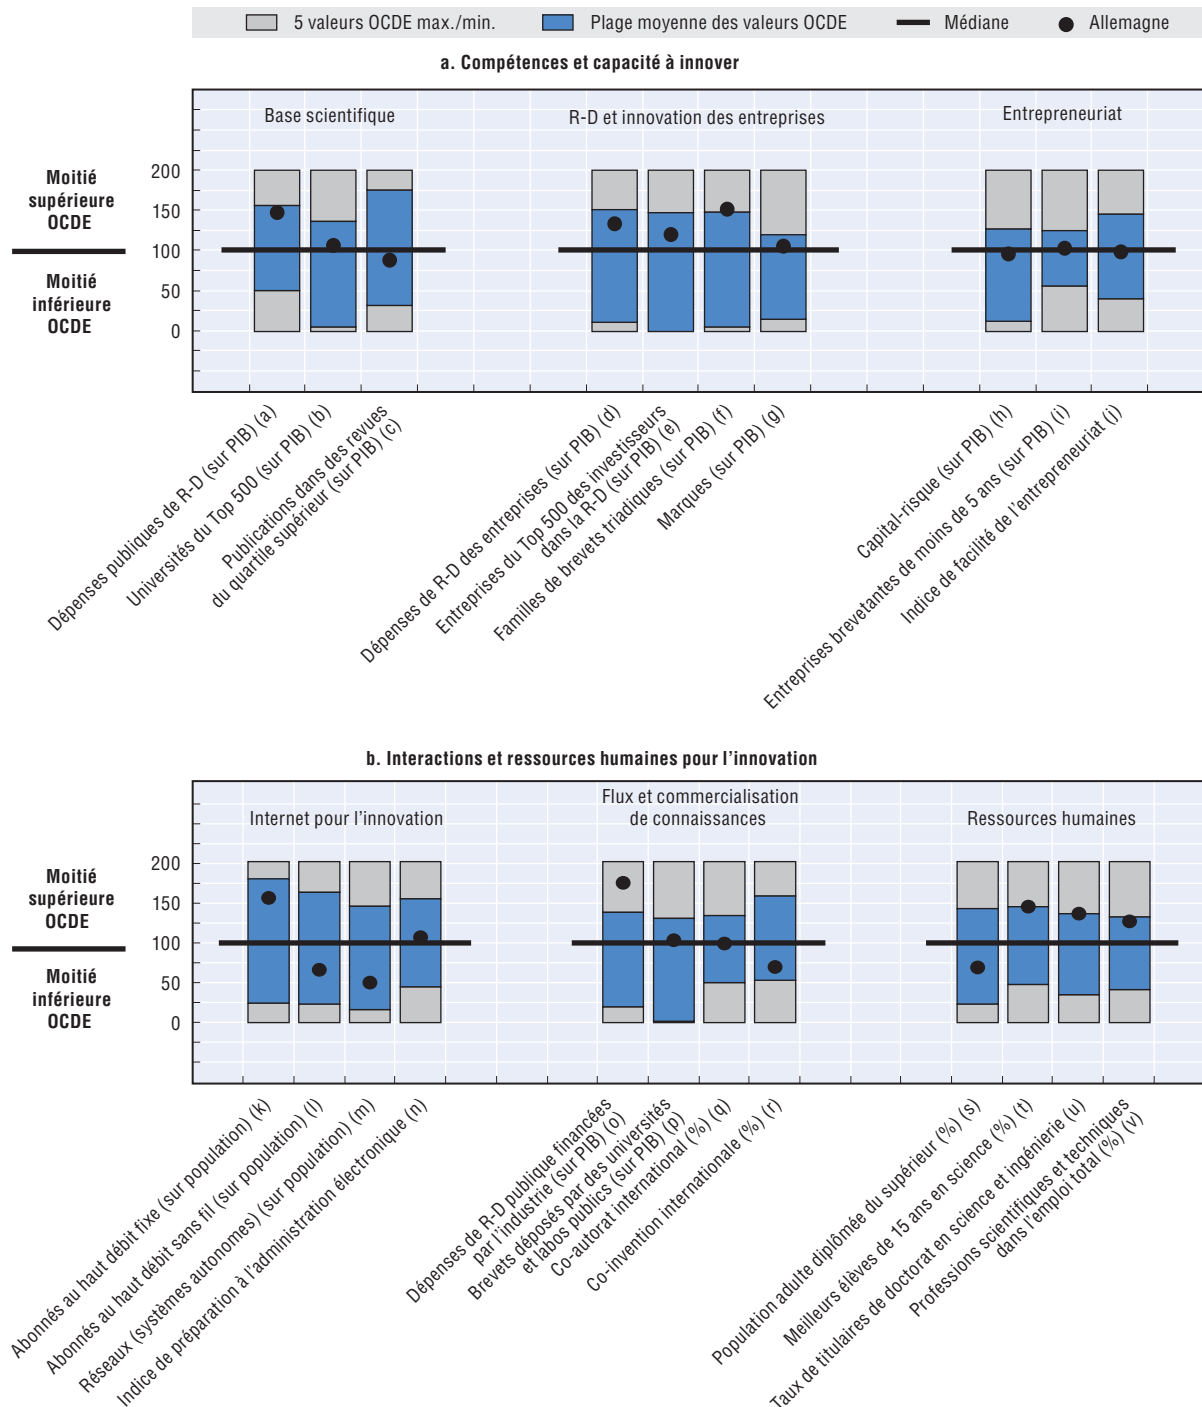 5 valeurs OCDE max./min.
Plage moyenne des valeurs OCDE
Médiane
Allemagne
a. Compétences et capacité à innover
Base scientifique
R-D et innovation des entreprises
Entrepreneuriat
Moitié
supérieure
OCDE
Moitié
inférieure
OCDE
200
150
100
50
0
Dépenses publiques de R-D (sur PIB) (a)
Universités du Top 500 (sur PIB) (b)
Publications dans des revues
du quartile supérieur (sur PIB) (c)
Dépenses de R-D des entreprises (sur PIB) (d)
Entreprises du Top 500 des investisseurs
dans la R-D (sur PIB) (e)
Familles de brevets triadiques (sur PIB) (f)
Marques (sur PIB) (g)
Capital-risque (sur PIB) (h)
Entreprises brevetantes de moins de 5 ans (sur PIB) (i)
Indice de facilité de l'entrepreneuriat (j)
b. Interactions et ressources humaines pour l'innovation
Internet pour l'innovation
Flux et commercialisation
de connaissances
Ressources humaines
Moitié
supérieure
OCDE
Moitié
inférieure
OCDE
200
150
100
50
0
Abonnés au haut débit fixe (sur population) (k)
Abonnés au haut débit sans fil (sur population) (l)
Réseaux (systèmes autonomes) (sur population) (m)
Indice de préparation à l'administration électronique (n)
Dépenses de R-D publique financées
par l'industrie (sur PIB) (o)
Brevets déposés par des universités
et labos publics (sur PIB) (p)
Co-autorat international (%) (q)
Co-invention internationale (%) (r)
Population adulte diplômée du supérieur (%) (s)
Meilleurs élèves de 15 ans en science (%) (t)
Taux de titulaires de doctorat en science et ingénierie (u)
Professions scientifiques et techniques
dans l'emploi total (%) (v)